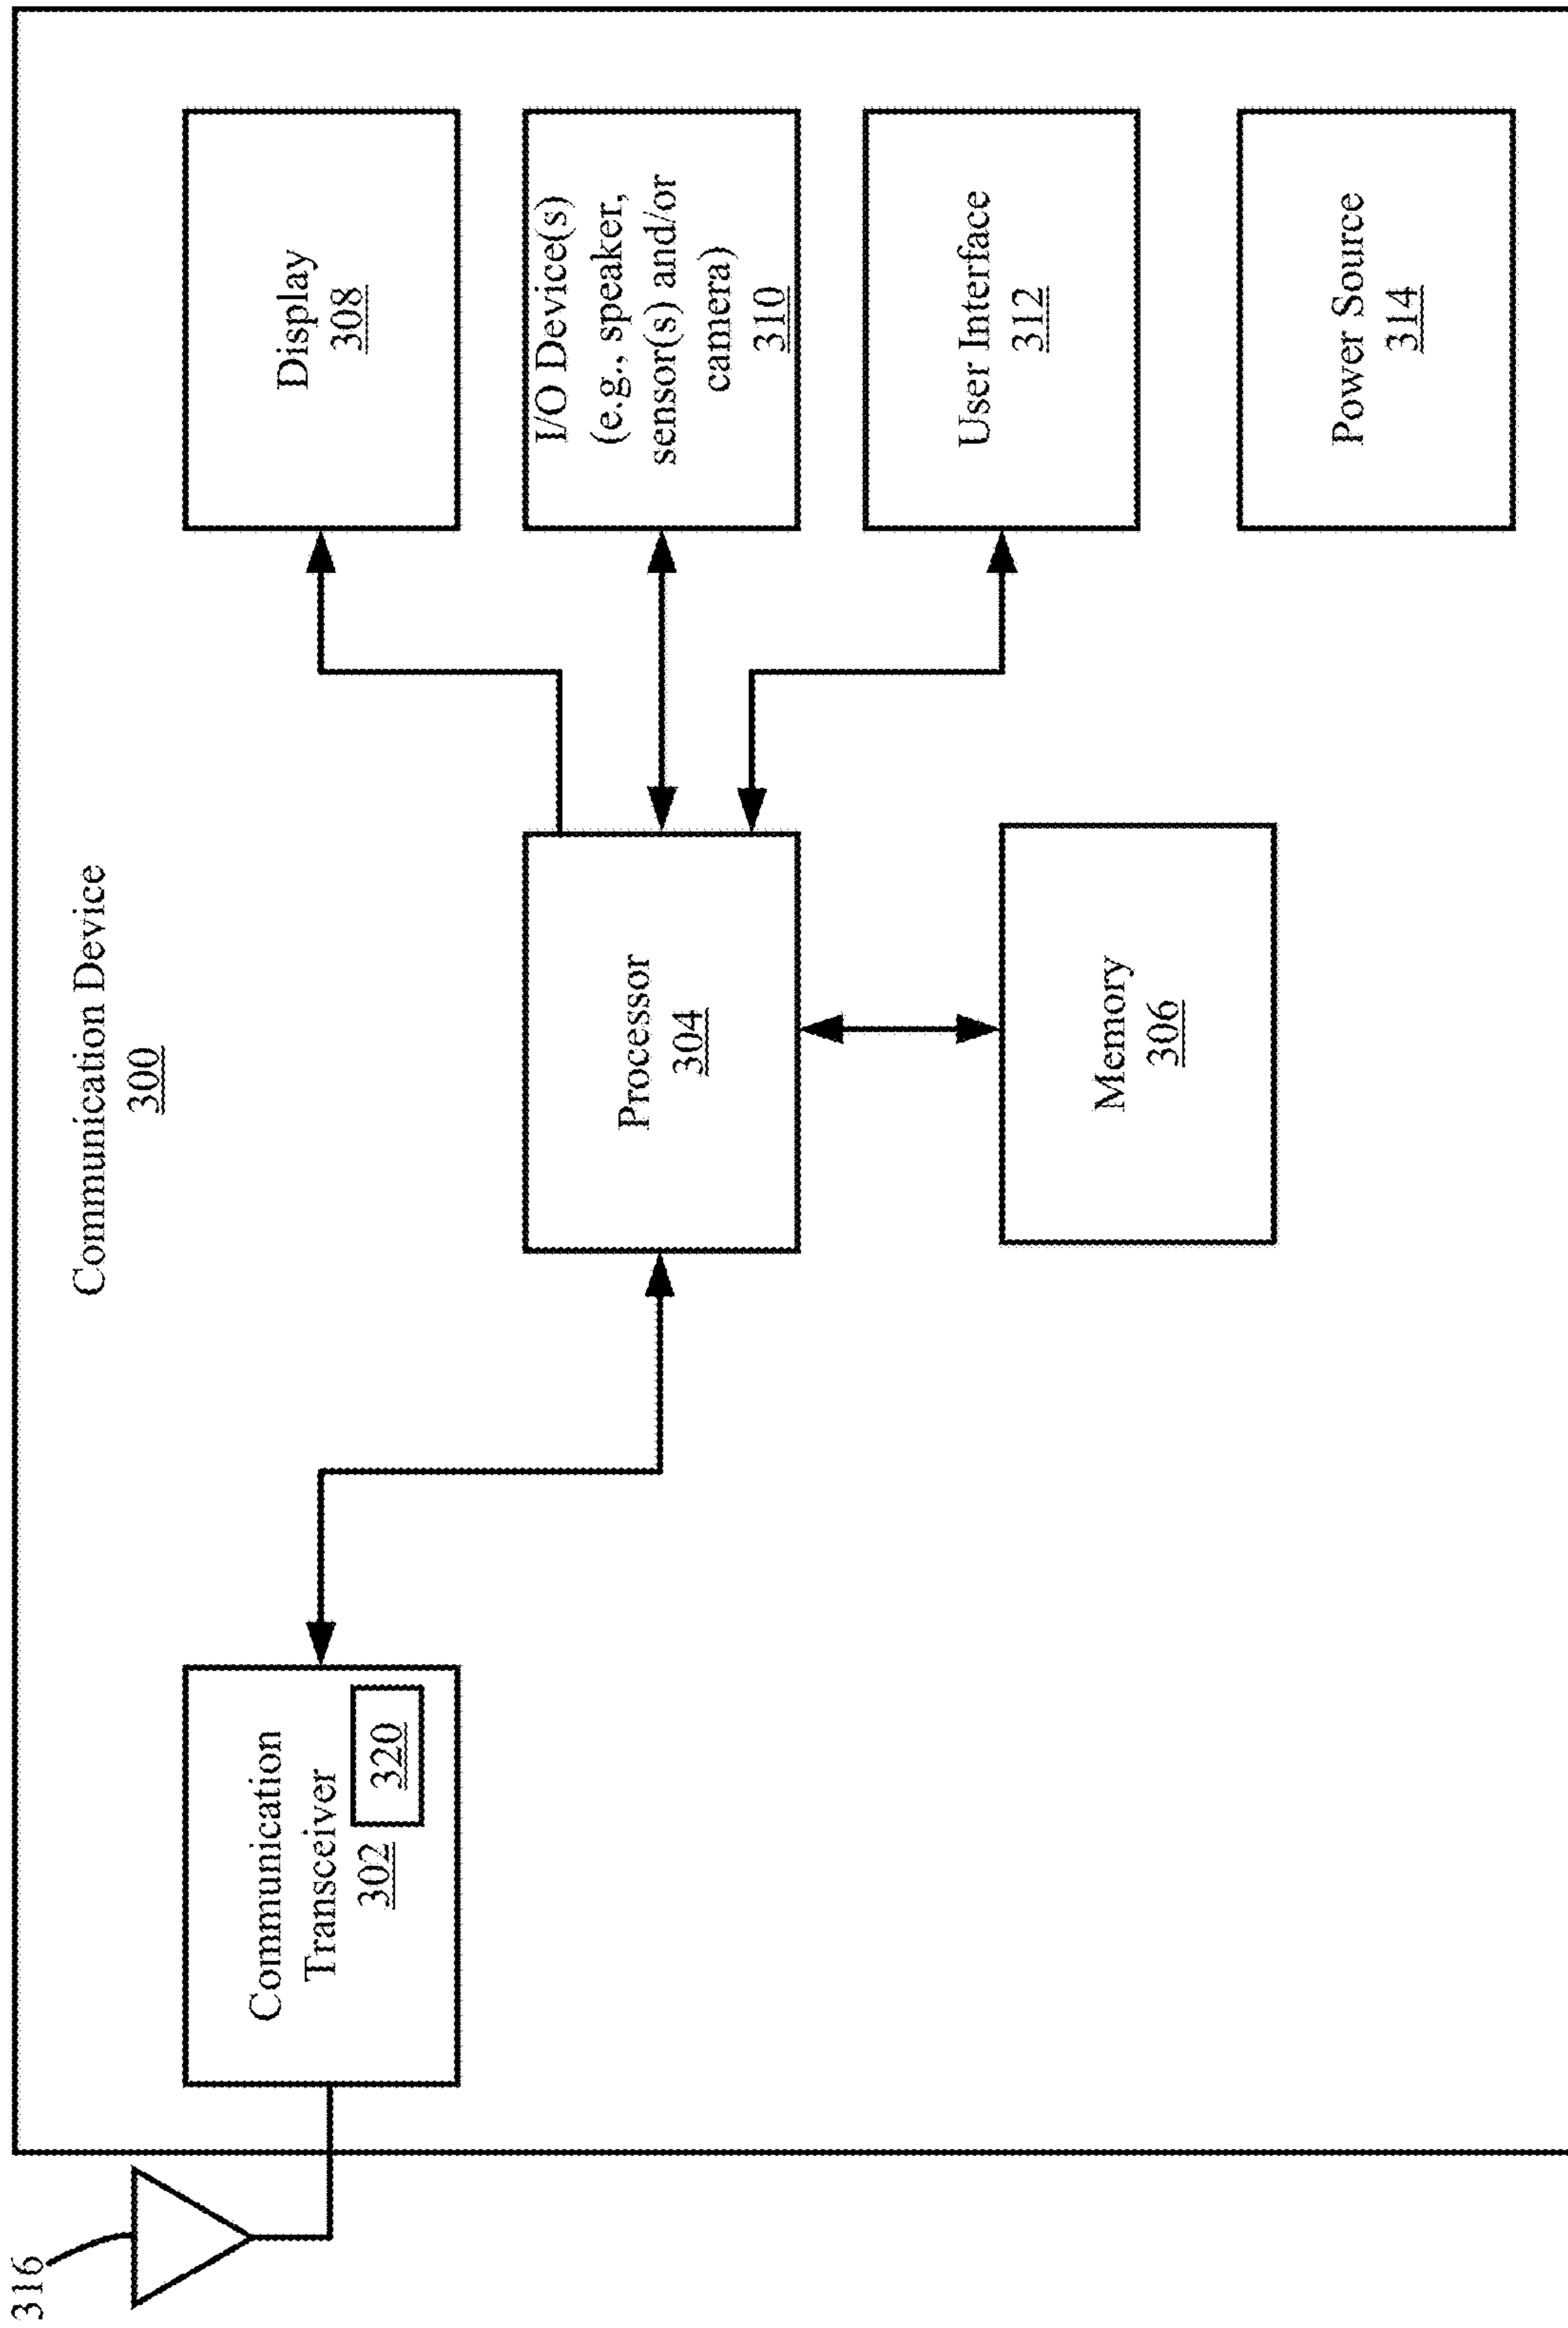 316
Communication Device
300
Communication
Transceiver
302
320
Processor
304
Memory
306
Display
308
I/O Device(s)
(e.g., speaker,
sensor(s) and/or
camera)
310
User Interface
312
Power Source
314